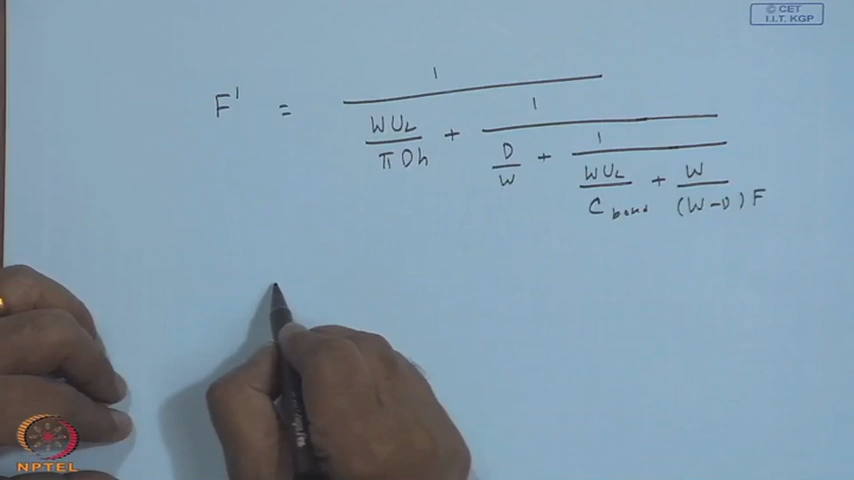 © CET
I.I.T. KGP
F' = 1 / (WU_L / πDh + 1 / (D / W + 1 / (WU_L / C_bond + W / (W-D)F)))
NPTEL